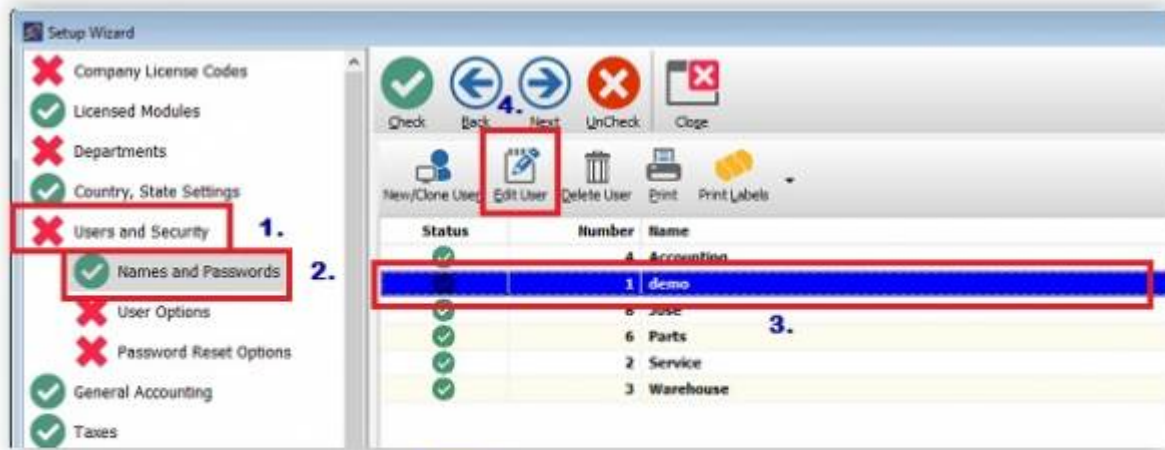 Setup Wizard
Company License Codes
Licensed Modules
Departments
Country, State Settings
Users and Security 1.
Names and Passwords 2.
User Options
Password Reset Options
General Accounting
Taxes
4.
Check Back Next UnCheck Close
New/Clone User Edit User Delete User Print Print Labels
Status Number Name
4 Accounting
1 demo
8 Jose
3.
6 Parts
2 Service
3 Warehouse